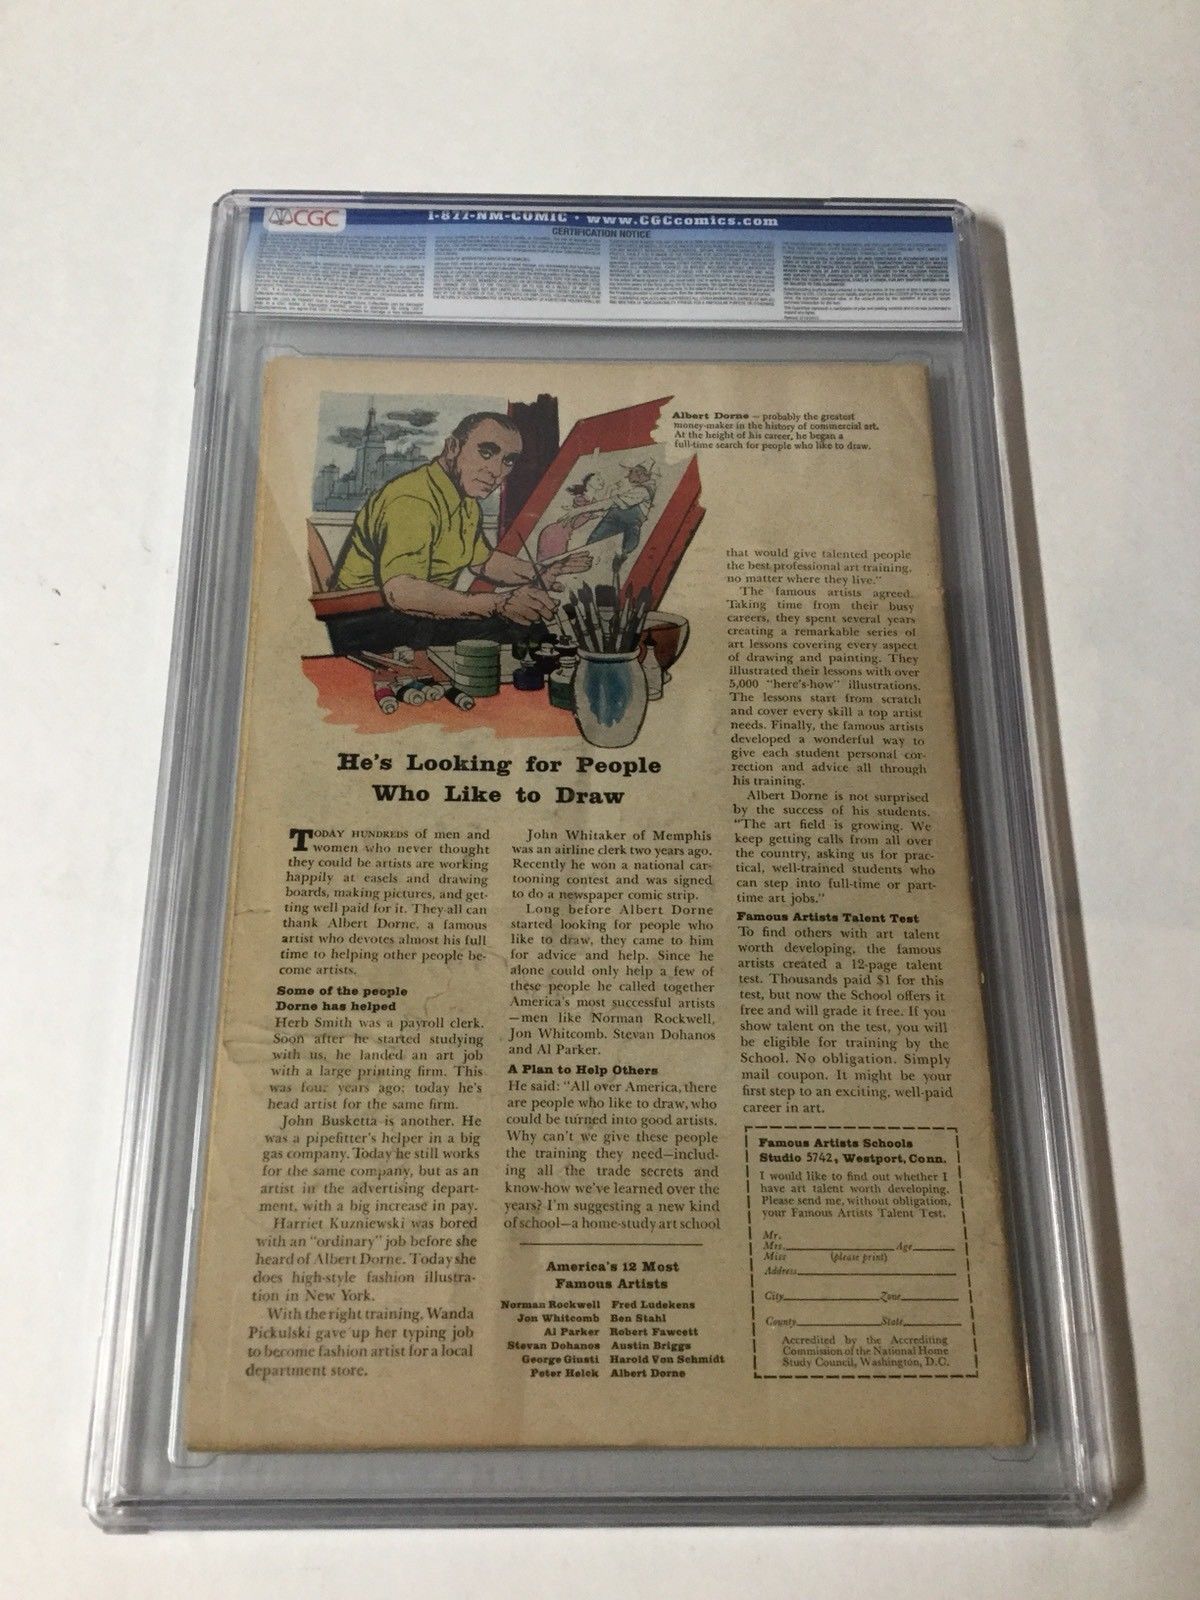 CGC
1-877-NM-COMIC • www.CGCcomics.com
CERTIFICATION NOTICE
Albert Dorne — probably the greatest
money-maker in the history of commercial art.
At the height of his career, he began a
full-time search for people who like to draw.
He's Looking for People
Who Like to Draw
TODAY HUNDREDS of men and
women who never thought
they could be artists are working
happily at easels and drawing
boards, making pictures, and get-
ting well paid for it. They all can
thank Albert Dorne, a famous
artist who devotes almost his full
time to helping other people be-
come artists.
Some of the people
Dorne has helped
Herb Smith was a payroll clerk.
Soon after he started studying
with us, he landed an art job
with a large printing firm. This
was four years ago: today he's
head artist for the same firm.
John Busketta is another. He
was a pipefitter's helper in a big
gas company. Today he still works
for the same company, but as an
artist in the advertising depart-
ment, with a big increase in pay.
Harriet Kuzniewski was bored
with an "ordinary" job before she
heard of Albert Dorne. Today she
does high-style fashion illustra-
tion in New York.
With the right training, Wanda
Pickulski gave up her typing job
to become fashion artist for a local
department store.
John Whitaker of Memphis
was an airline clerk two years ago.
Recently he won a national car-
tooning contest and was signed
to do a newspaper comic strip.
Long before Albert Dorne
started looking for people who
like to draw, they came to him
for advice and help. Since he
alone could only help a few of
these people he called together
America's most successful artists
—men like Norman Rockwell,
Jon Whitcomb, Stevan Dohanos
and Al Parker.
A Plan to Help Others
He said: "All over America, there
are people who like to draw, who
could be turned into good artists.
Why can't we give these people
the training they need—includ-
ing all the trade secrets and
know-how we've learned over the
years? I'm suggesting a new kind
of school—a home-study art school
America's 12 Most
Famous Artists
Norman Rockwell Fred Ludekens
Jon Whitcomb Ben Stahl
Al Parker Robert Fawcett
Stevan Dohanos Austin Briggs
George Giusti Harold Von Schmidt
Peter Helck Albert Dorne
that would give talented people
the best professional art training,
no matter where they live."
The famous artists agreed.
Taking time from their busy
careers, they spent several years
creating a remarkable series of
art lessons covering every aspect
of drawing and painting. They
illustrated their lessons with over
5,000 "here's-how" illustrations.
The lessons start from scratch
and cover every skill a top artist
needs. Finally, the famous artists
developed a wonderful way to
give each student personal cor-
rection and advice all through
his training.
Albert Dorne is not surprised
by the success of his students.
"The art field is growing. We
keep getting calls from all over
the country, asking us for prac-
tical, well-trained students who
can step into full-time or part-
time art jobs."
Famous Artists Talent Test
To find others with art talent
worth developing, the famous
artists created a 12-page talent
test. Thousands paid $1 for this
test, but now the School offers it
free and will grade it free. If you
show talent on the test, you will
be eligible for training by the
School. No obligation. Simply
mail coupon. It might be your
first step to an exciting, well-paid
career in art.
Famous Artists Schools
Studio 5742, Westport, Conn.
I would like to find out whether I
have art talent worth developing.
Please send me, without obligation,
your Famous Artists Talent Test.
Mr.
Mrs. Age
Miss (please print)
Address
City Zone
County State
Accredited by the Accrediting
Commission of the National Home
Study Council, Washington, D.C.